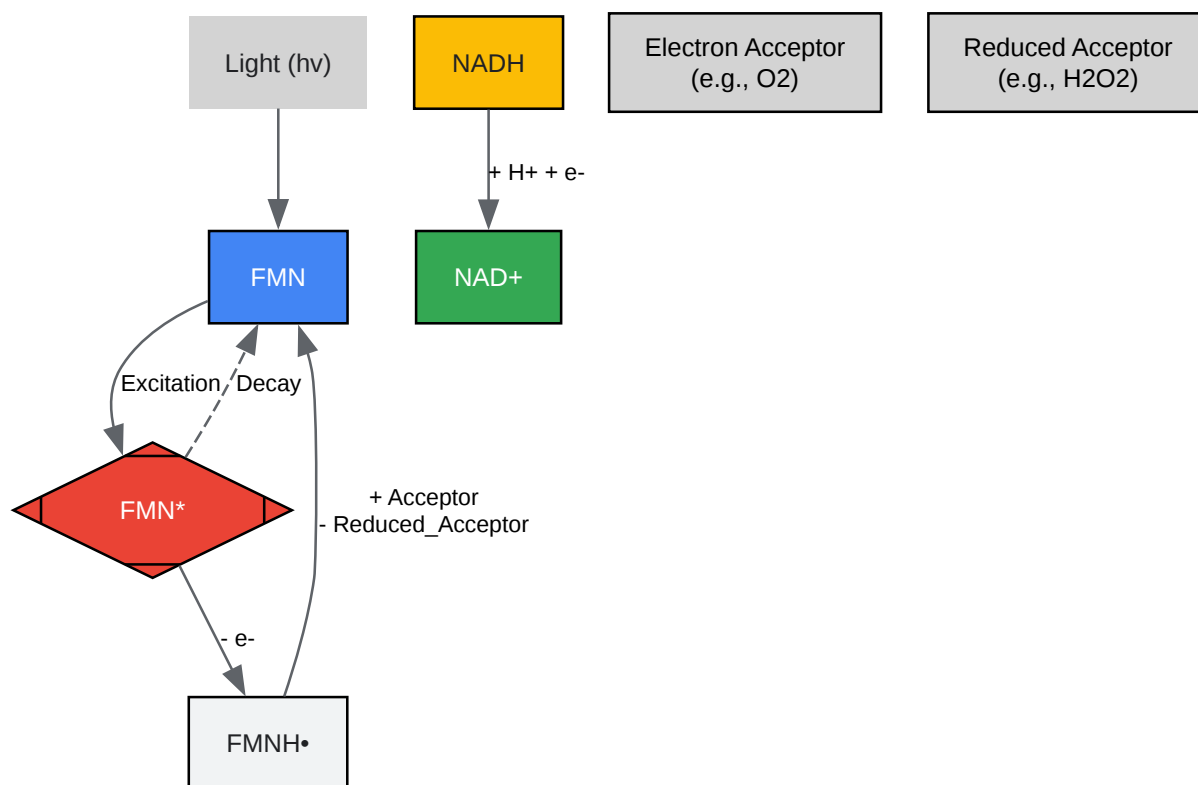 Light (hv)
NADH
Electron Acceptor
(e.g., O2)
Reduced Acceptor
(e.g., H2O2)
+ H+ + e-
FMN
NAD+
Excitation
Decay
FMN*
+ Acceptor
- Reduced_Acceptor
- e-
FMNH•